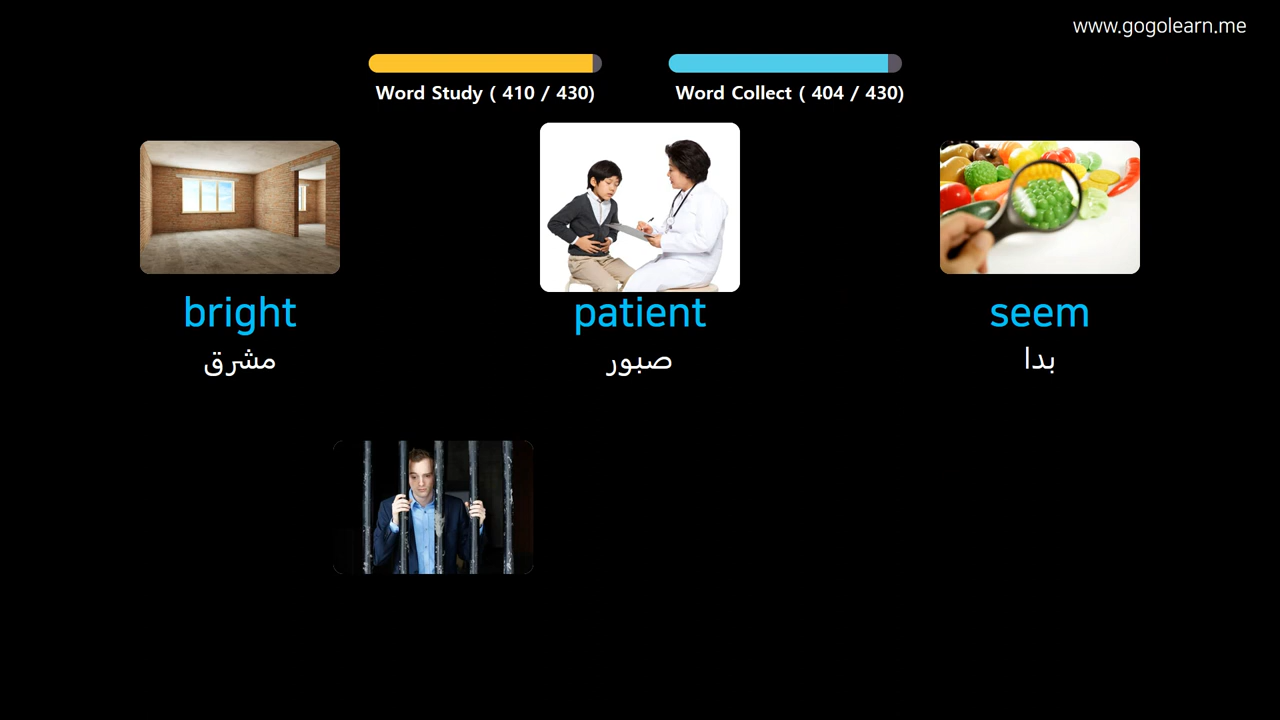 www.gogolearn.me
Word Study ( 410 / 430)
Word Collect ( 404 / 430)
bright
patient
seem
مشرق
صبور
بدا